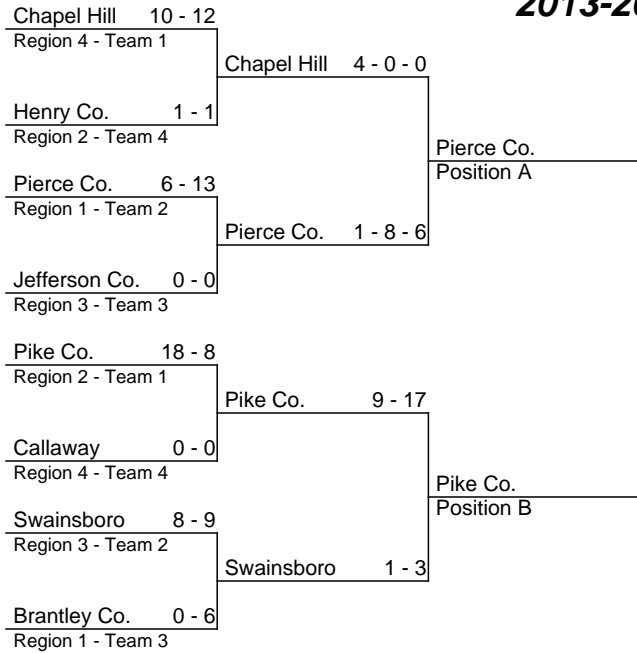 2013-20
Chapel Hill 10 - 12
Region 4 - Team 1
Chapel Hill 4 - 0 - 0
Henry Co. 1 - 1
Region 2 - Team 4
Pierce Co.
Position A
Pierce Co. 6 - 13
Region 1 - Team 2
Pierce Co. 1 - 8 - 6
Jefferson Co. 0 - 0
Region 3 - Team 3
Pike Co. 18 - 8
Region 2 - Team 1
Pike Co. 9 - 17
Callaway 0 - 0
Region 4 - Team 4
Pike Co.
Position B
Swainsboro 8 - 9
Region 3 - Team 2
Swainsboro 1 - 3
Brantley Co. 0 - 6
Region 1 - Team 3